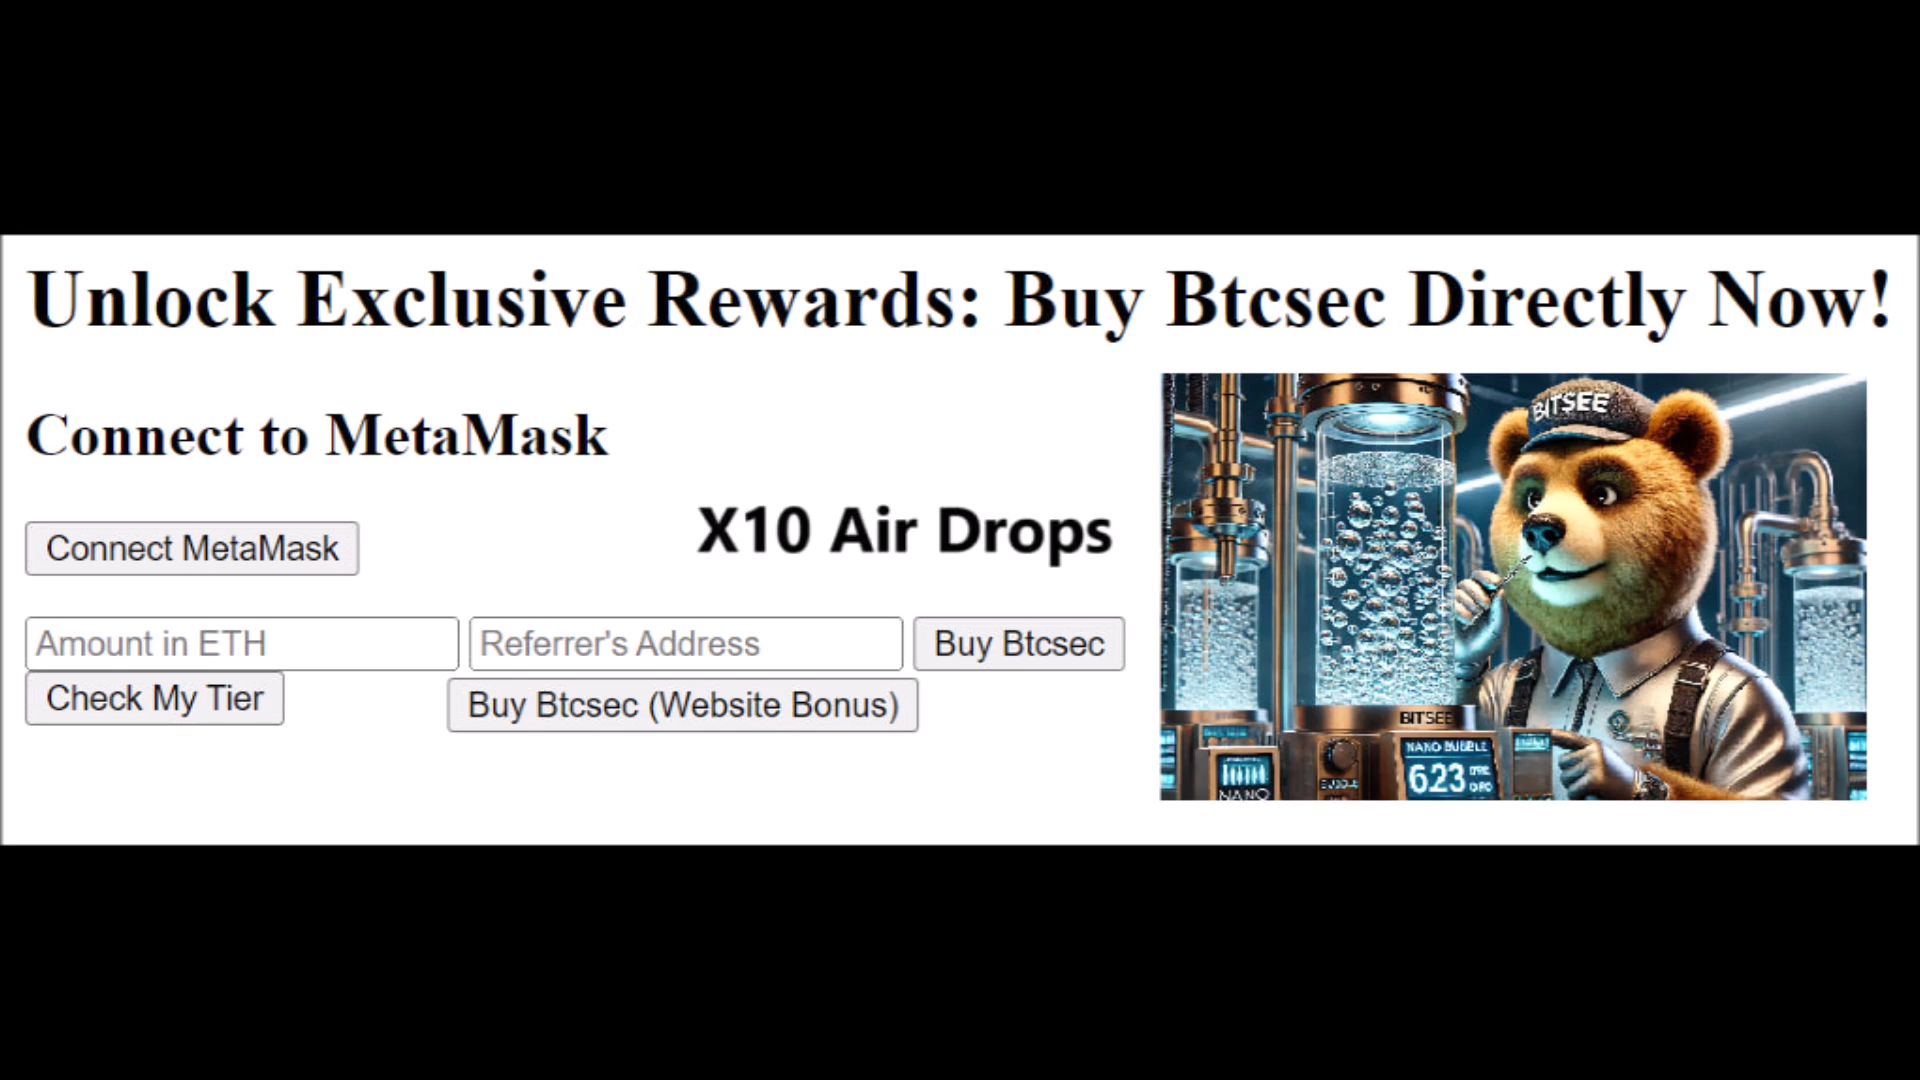 Unlock Exclusive Rewards: Buy Btcsec Directly Now!
Connect to MetaMask
X10 Air Drops
Connect MetaMask
Amount in ETH
Referrer's Address
Buy Btcsec
Check My Tier
Buy Btcsec (Website Bonus)
BITSEE
BITSEE
NANO BUBBLE
623
NANO